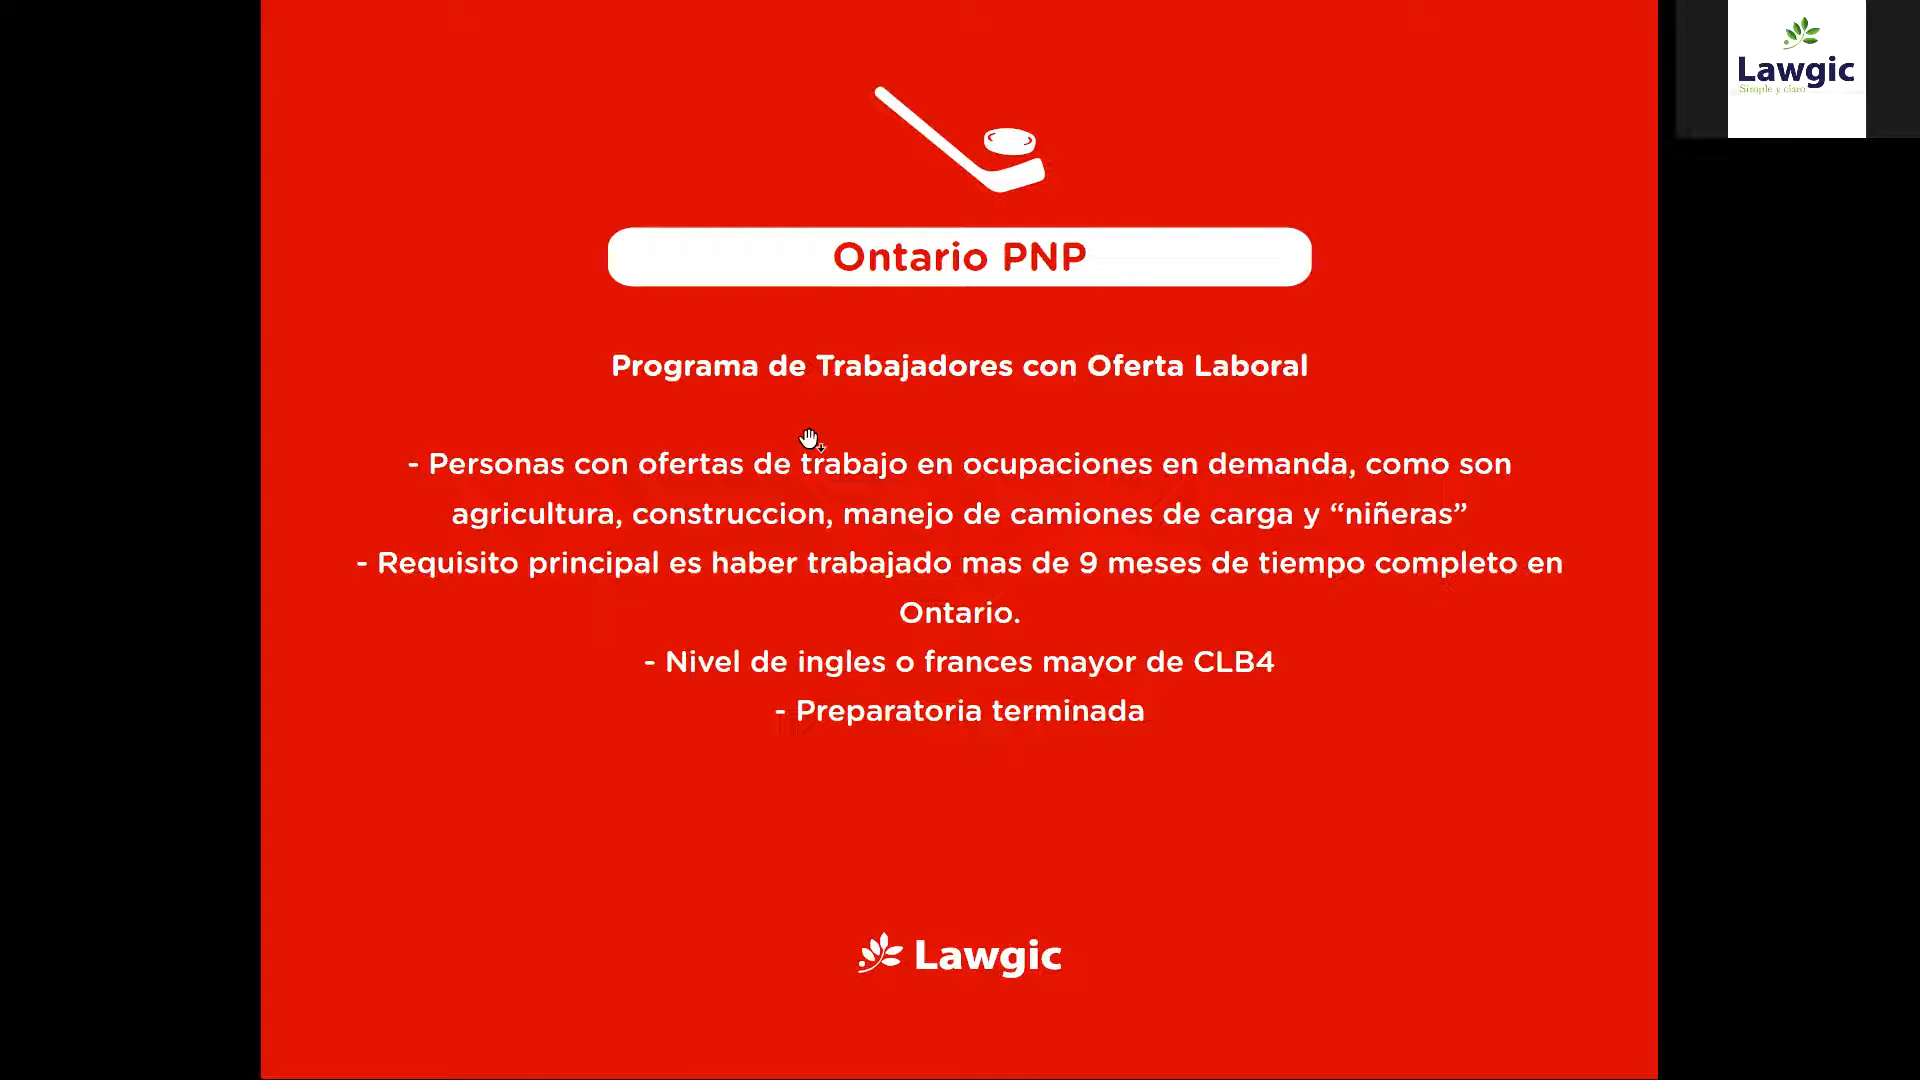 Lawgic
Simple y claro
Ontario PNP
Programa de Trabajadores con Oferta Laboral
- Personas con ofertas de trabajo en ocupaciones en demanda, como son
agricultura, construccion, manejo de camiones de carga y “niñeras”
- Requisito principal es haber trabajado mas de 9 meses de tiempo completo en
Ontario.
- Nivel de ingles o frances mayor de CLB4
- Preparatoria terminada
Lawgic